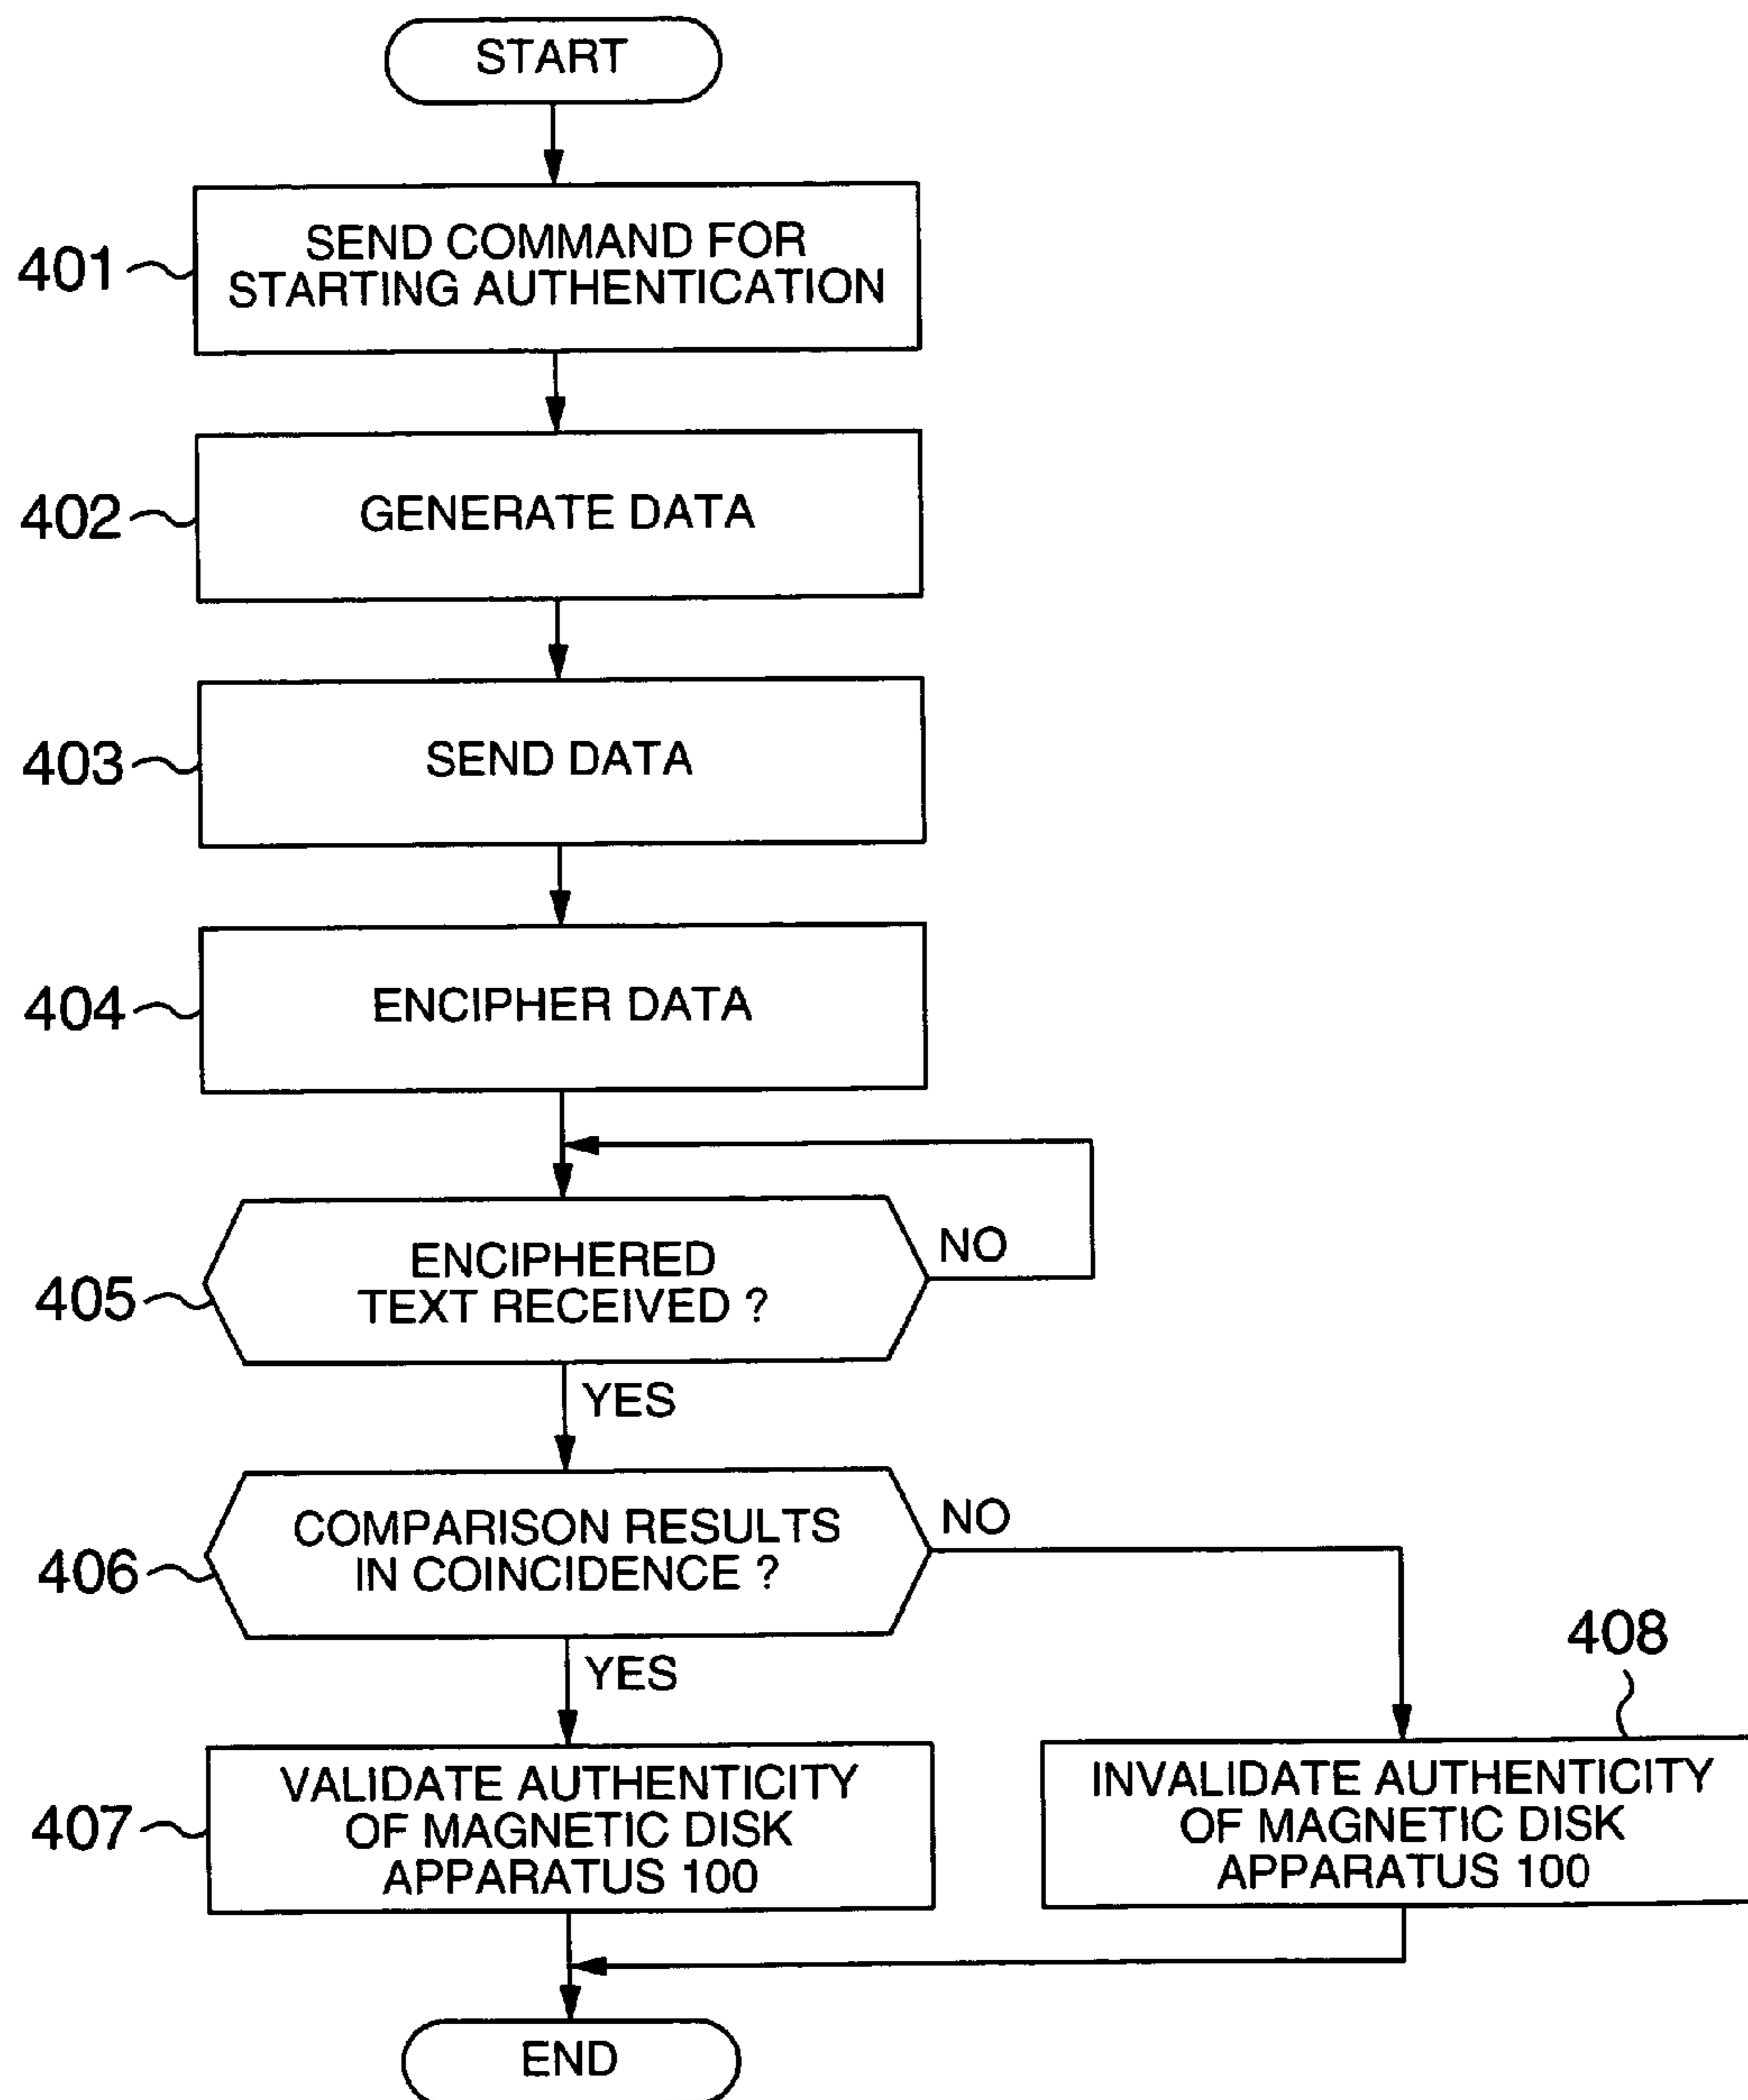 START
401
SEND COMMAND FOR
STARTING AUTHENTICATION
402
GENERATE DATA
403
SEND DATA
404
ENCIPHER DATA
405
ENCIPHERED
TEXT RECEIVED ?
NO
YES
406
COMPARISON RESULTS
IN COINCIDENCE ?
NO
YES
407
VALIDATE AUTHENTICITY
OF MAGNETIC DISK
APPARATUS 100
408
INVALIDATE AUTHENTICITY
OF MAGNETIC DISK
APPARATUS 100
END